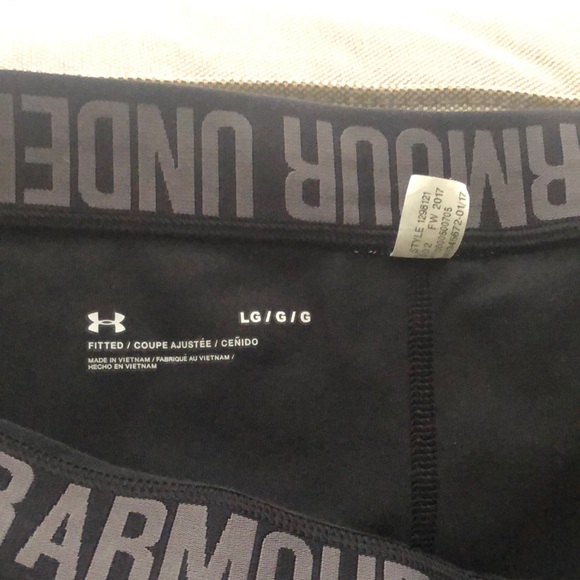 ARMOUR UNDER
STYLE 1298121
02 FW 2017
LG / G / G
FITTED / COUPE AJUSTÉE / CEÑIDO
MADE IN VIETNAM / FABRIQUÉ AU VIETNAM /
HECHO EN VIETNAM
ARMOUR